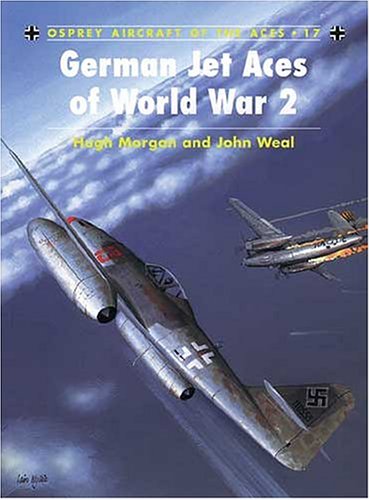 OSPREY AIRCRAFT OF THE ACES • 17
German Jet Aces
of World War 2
Hugh Morgan and John Weal